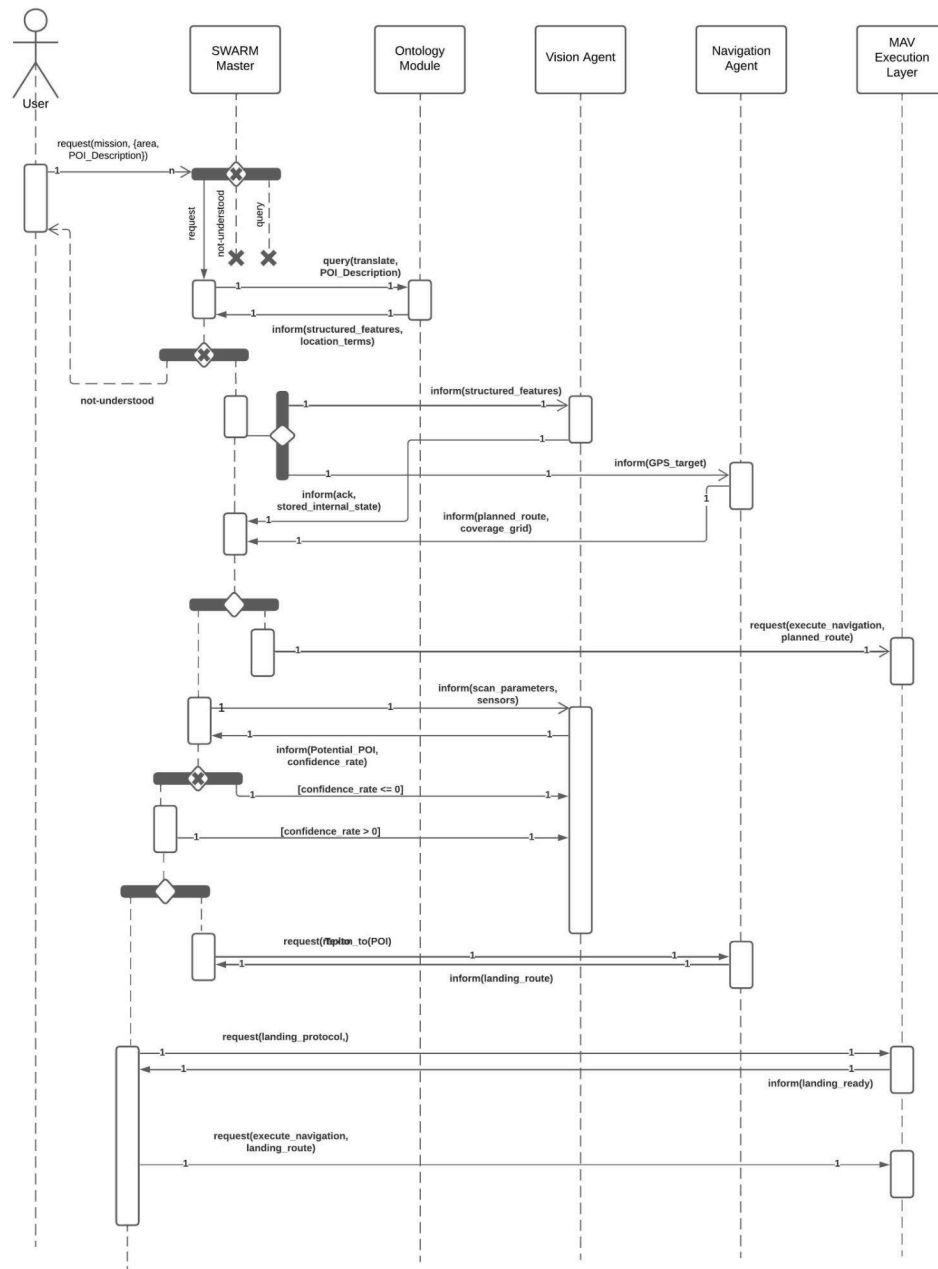 SWARM
Master
Ontology
Module
Vision Agent
Navigation
Agent
MAV
Execution
Layer
User
request(mission, {area,
POI_Description})
1
n
request
not-understood
query
query(translate,
POI_Description)
1
1
1
1
inform(structured_features,
location_terms)
not-understood
inform(structured_features)
1
1
1
inform(GPS_target)
1
1
1
1
inform(ack,
stored_internal_state)
1
inform(planned_route,
coverage_grid)
1
request(execute_navigation,
planned_route)
1
1
inform(scan_parameters,
sensors)
1
1
1
1
1
inform(Potential_POI,
confidence_rate)
[confidence_rate <= 0]
1
1
[confidence_rate > 0]
1
1
request(
_to(POI)
1
1
1
1
inform(landing_route)
request(landing_protocol,)
1
1
1
1
inform(landing_ready)
request(execute_navigation,
landing_route)
1
1